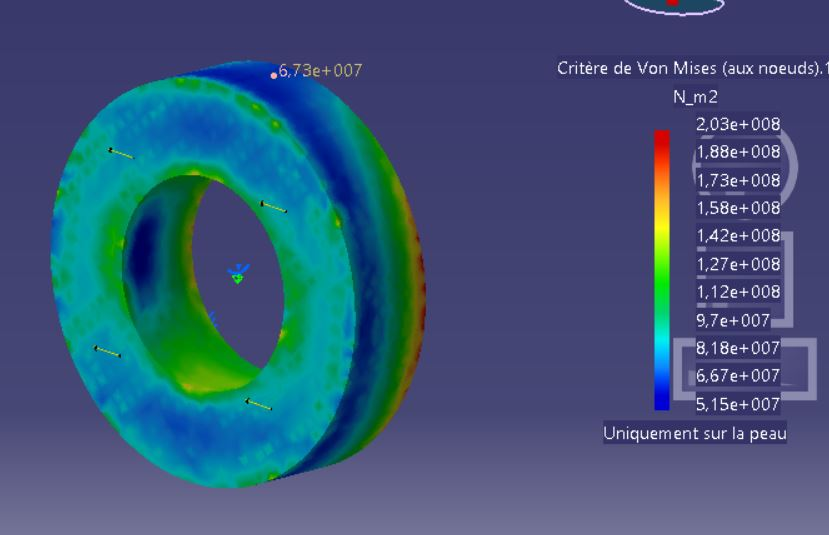 6,73e+007
Critère de Von Mises (aux noeuds).1
N_m2
2,03e+008
1,88e+008
1,73e+008
1,58e+008
1,42e+008
1,27e+008
1,12e+008
9,7e+007
8,18e+007
6,67e+007
5,15e+007
Uniquement sur la peau